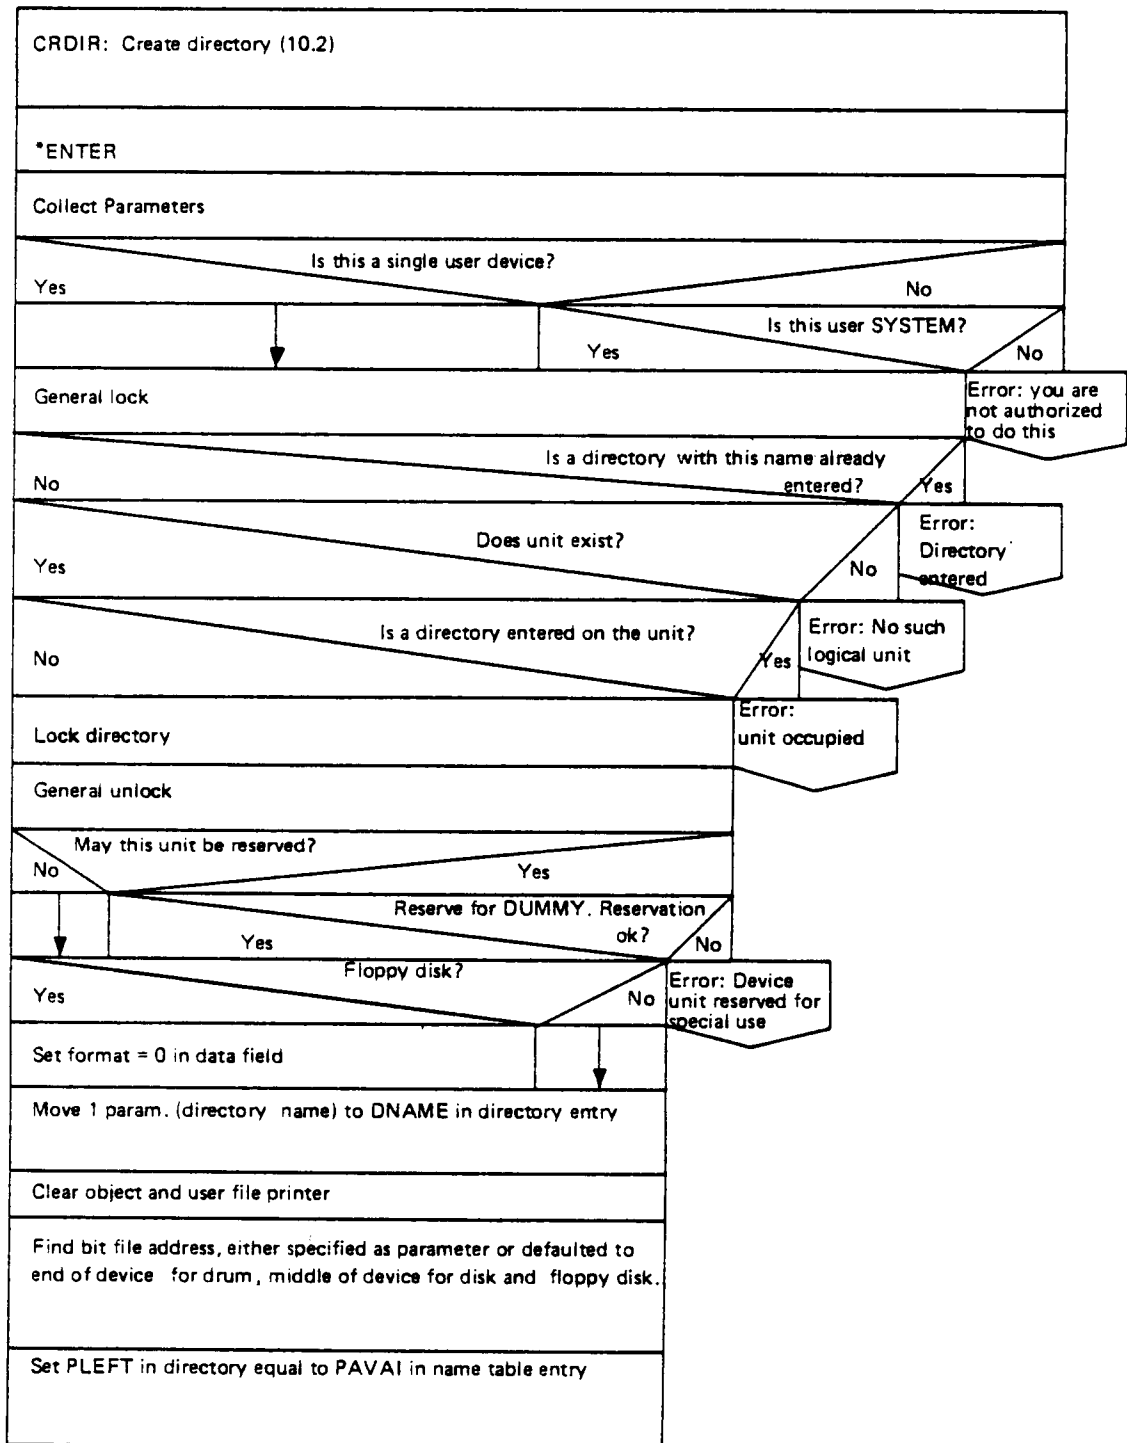 CRDIR: Create directory (10.2)
*ENTER
Collect Parameters
Is this a single user device?
Yes
No
Is this user SYSTEM?
Yes
No
General lock
Error: you are
not authorized
to do this
Is a directory with this name already
entered?
No
Yes
Error:
Directory
entered
Does unit exist?
Yes
No
Error: No such
logical unit
Is a directory entered on the unit?
No
Yes
Error:
unit occupied
Lock directory
General unlock
May this unit be reserved?
No
Yes
Reserve for DUMMY. Reservation
ok?
Yes
No
Error: Device
unit reserved for
special use
Floppy disk?
Yes
No
Set format = 0 in data field
Move 1 param. (directory name) to DNAME in directory entry
Clear object and user file printer
Find bit file address, either specified as parameter or defaulted to
end of device for drum, middle of device for disk and floppy disk.
Set PLEFT in directory equal to PAVAI in name table entry